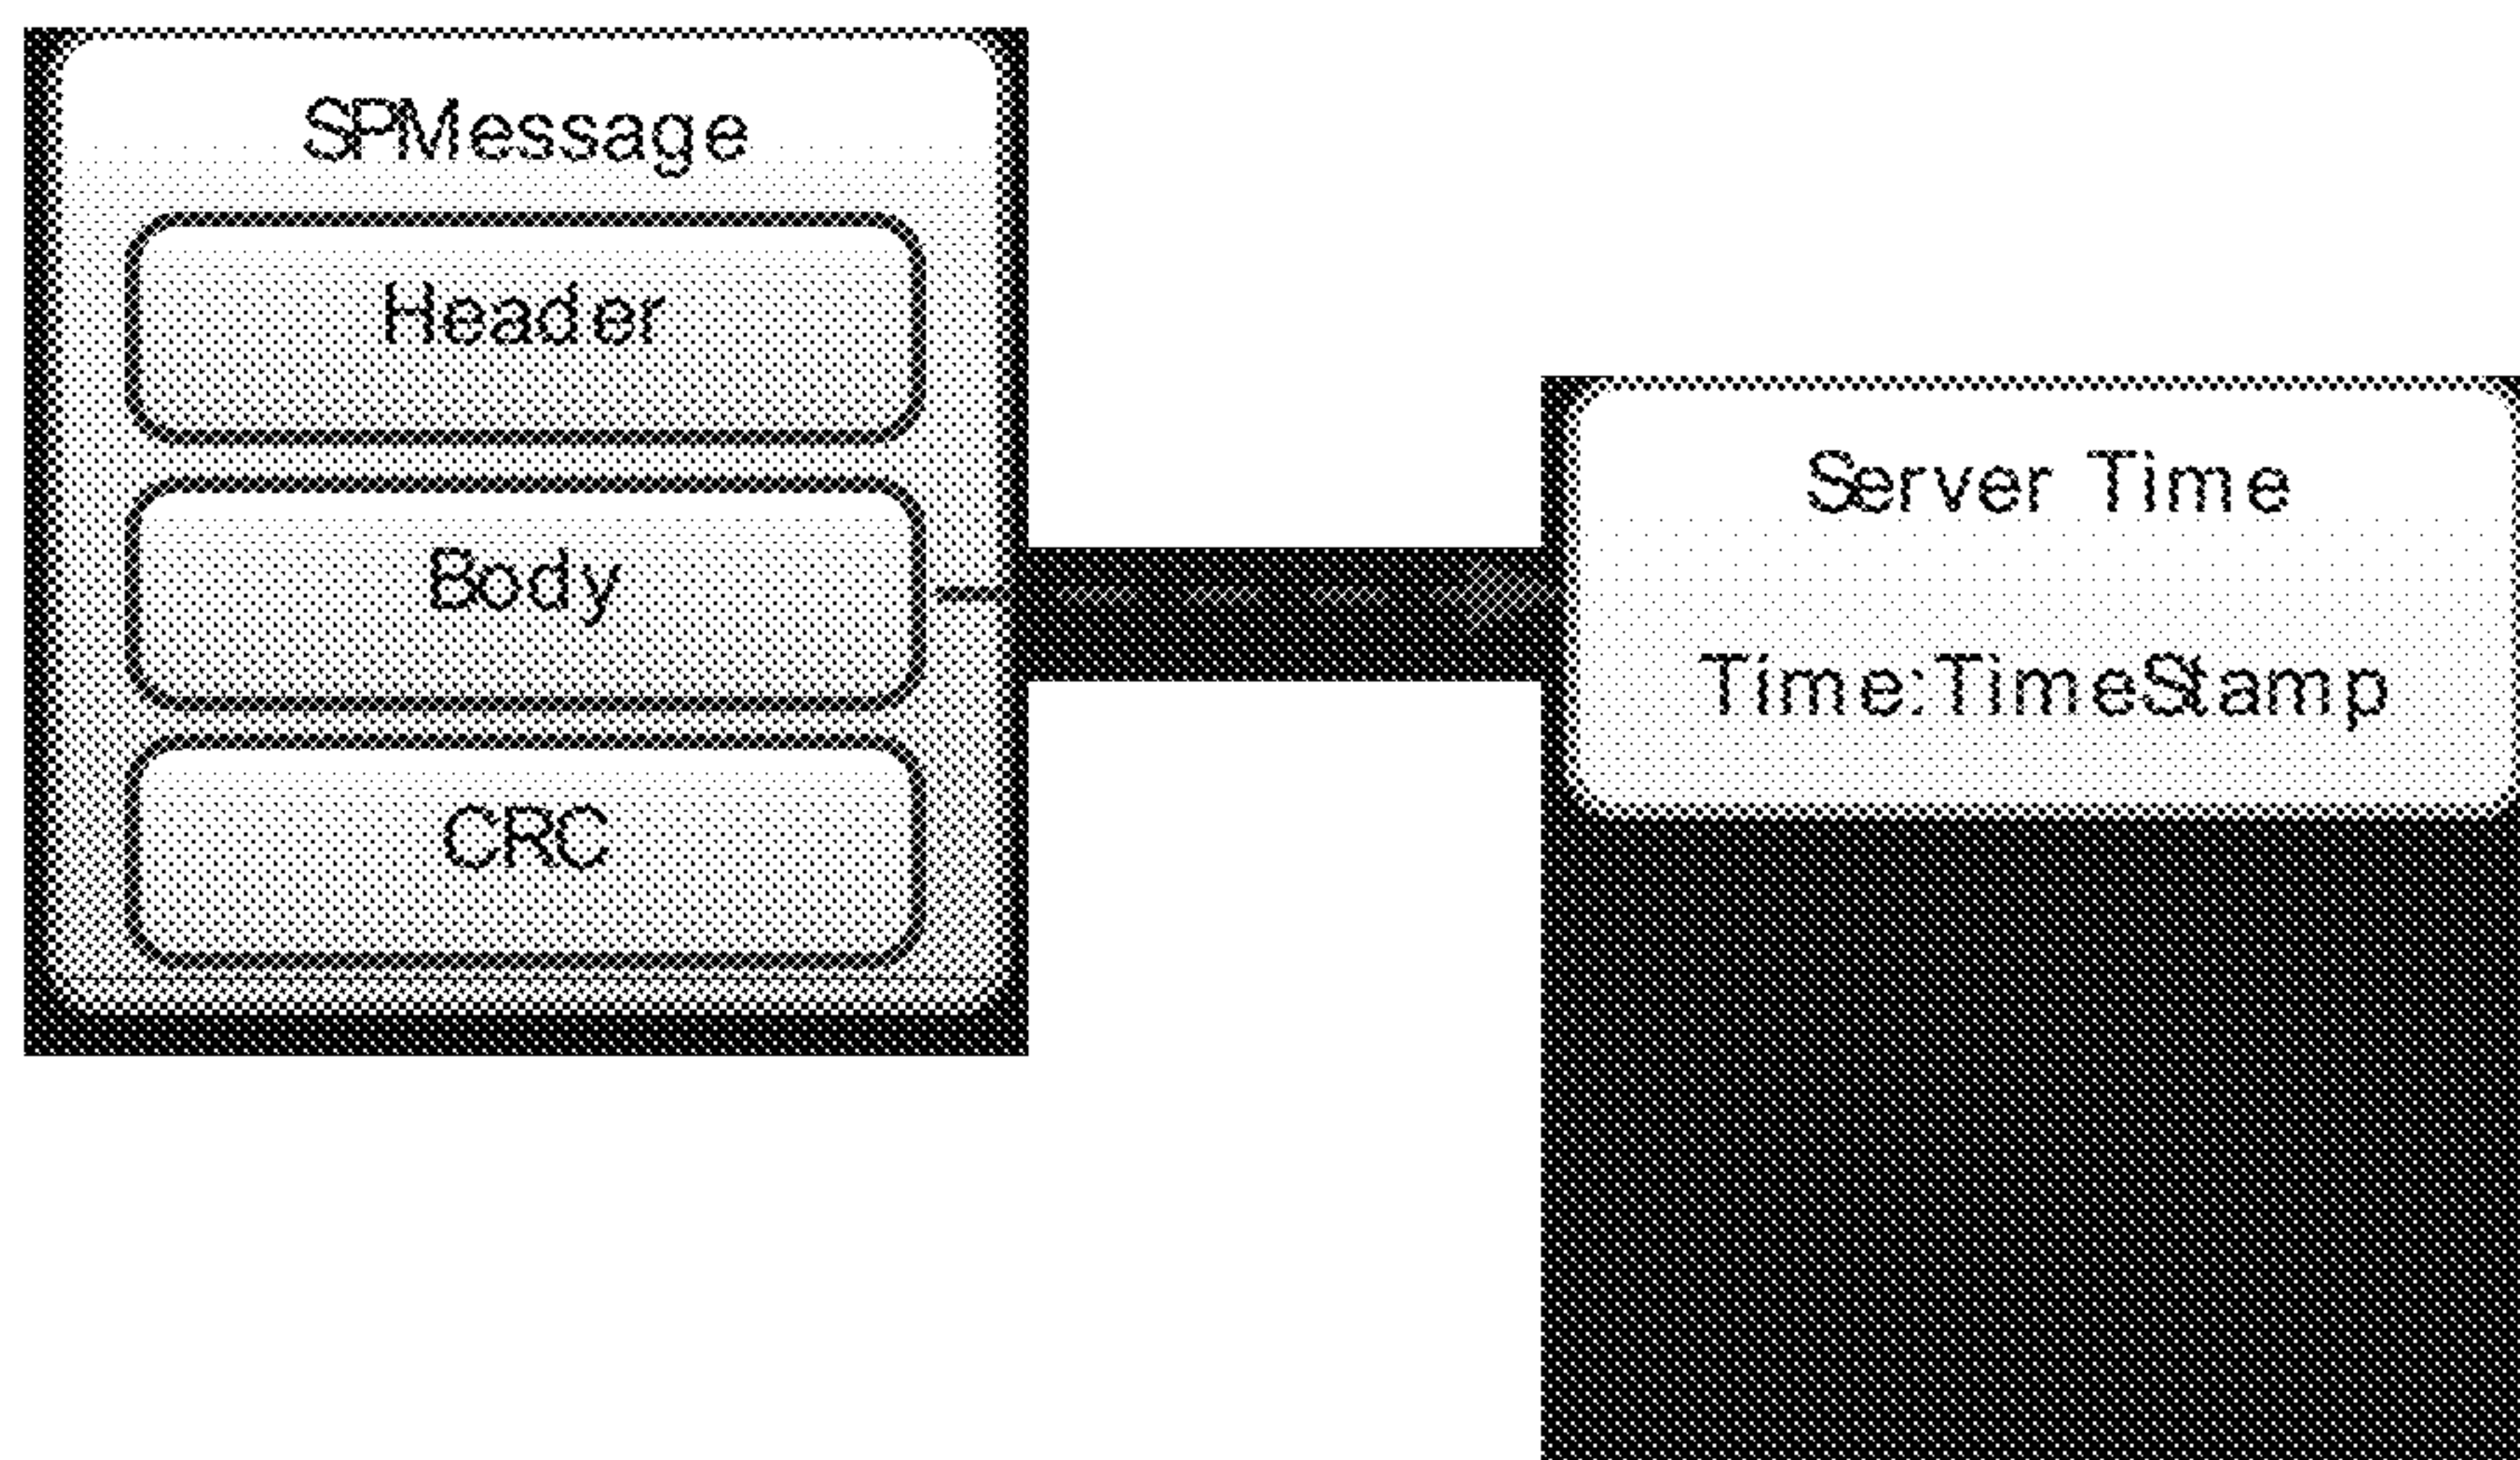 SPMessage
Header
Body
CRC
Server Time
Time:TimeStamp